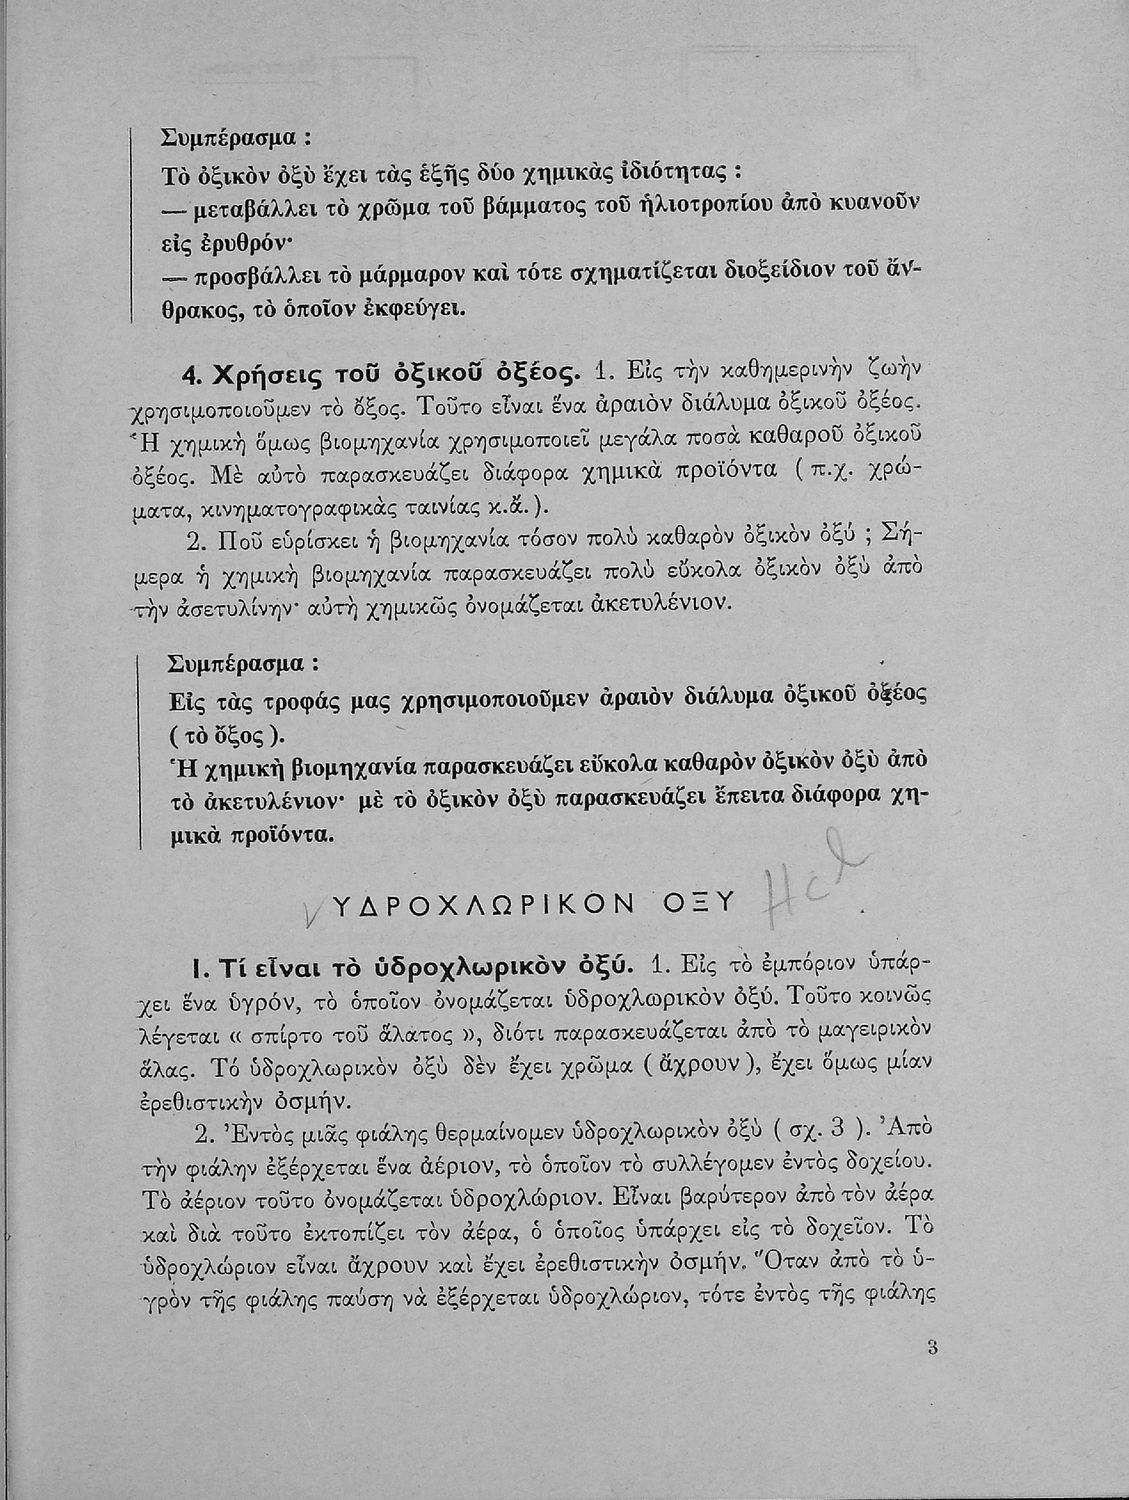 Συμπέρασμα :
Τὸ ὀξικὸν ὀξὺ ἔχει τὰς ἑξῆς δύο χημικὰς ἰδιότητας :
— μεταβάλλει τὸ χρῶμα τοῦ βάμματος τοῦ ἡλιοτροπίου ἀπὸ κυανοῦν
εἰς ἐρυθρόν·
— προσβάλλει τὸ μάρμαρον καὶ τότε σχηματίζεται διοξείδιον τοῦ ἄν-
θρακος, τὸ ὁποῖον ἐκφεύγει.
4. Χρήσεις τοῦ ὀξικοῦ ὀξέος. 1. Εἰς τὴν καθημερινὴν ζωὴν
χρησιμοποιοῦμεν τὸ ὄξος. Τοῦτο εἶναι ἕνα ἀραιὸν διάλυμα ὀξικοῦ ὀξέος.
Ἡ χημικὴ ὅμως βιομηχανία χρησιμοποιεῖ μεγάλα ποσὰ καθαροῦ ὀξικοῦ
ὀξέος. Μὲ αὐτὸ παρασκευάζει διάφορα χημικὰ προϊόντα ( π.χ. χρώ-
ματα, κινηματογραφικὰς ταινίας κ.ἄ. ).
2. Ποῦ εὑρίσκει ἡ βιομηχανία τόσον πολὺ καθαρὸν ὀξικὸν ὀξύ ; Σή-
μερα ἡ χημικὴ βιομηχανία παρασκευάζει πολὺ εὔκολα ὀξικὸν ὀξὺ ἀπὸ
τὴν ἀσετυλίνην· αὐτὴ χημικῶς ὀνομάζεται ἀκετυλένιον.
Συμπέρασμα :
Εἰς τὰς τροφάς μας χρησιμοποιοῦμεν ἀραιὸν διάλυμα ὀξικοῦ ὀξέος
( τὸ ὄξος ).
Ἡ χημικὴ βιομηχανία παρασκευάζει εὔκολα καθαρὸν ὀξικὸν ὀξὺ ἀπὸ
τὸ ἀκετυλένιον· μὲ τὸ ὀξικὸν ὀξὺ παρασκευάζει ἔπειτα διάφορα χη-
μικὰ προϊόντα.
ΥΔΡΟΧΛΩΡΙΚΟΝ ΟΞΥ Hcl
1. Τί εἶναι τὸ ὑδροχλωρικὸν ὀξύ. 1. Εἰς τὸ ἐμπόριον ὑπάρ-
χει ἕνα ὑγρόν, τὸ ὁποῖον ὀνομάζεται ὑδροχλωρικὸν ὀξύ. Τοῦτο κοινῶς
λέγεται « σπίρτο τοῦ ἅλατος », διότι παρασκευάζεται ἀπὸ τὸ μαγειρικὸν
ἅλας. Τό ὑδροχλωρικὸν ὀξὺ δὲν ἔχει χρῶμα ( ἄχρουν ), ἔχει ὅμως μίαν
ἐρεθιστικὴν ὀσμήν.
2. Ἐντὸς μιᾶς φιάλης θερμαίνομεν ὑδροχλωρικὸν ὀξὺ ( σχ. 3 ). Ἀπὸ
τὴν φιάλην ἐξέρχεται ἕνα ἀέριον, τὸ ὁποῖον τὸ συλλέγομεν ἐντὸς δοχείου.
Τὸ ἀέριον τοῦτο ὀνομάζεται ὑδροχλώριον. Εἶναι βαρύτερον ἀπὸ τὸν ἀέρα
καὶ διὰ τοῦτο ἐκτοπίζει τὸν ἀέρα, ὁ ὁποῖος ὑπάρχει εἰς τὸ δοχεῖον. Τὸ
ὑδροχλώριον εἶναι ἄχρουν καὶ ἔχει ἐρεθιστικὴν ὀσμήν. Ὅταν ἀπὸ τὸ ὑ-
γρὸν τῆς φιάλης παύση νὰ ἐξέρχεται ὑδροχλώριον, τότε ἐντὸς τῆς φιάλης
3